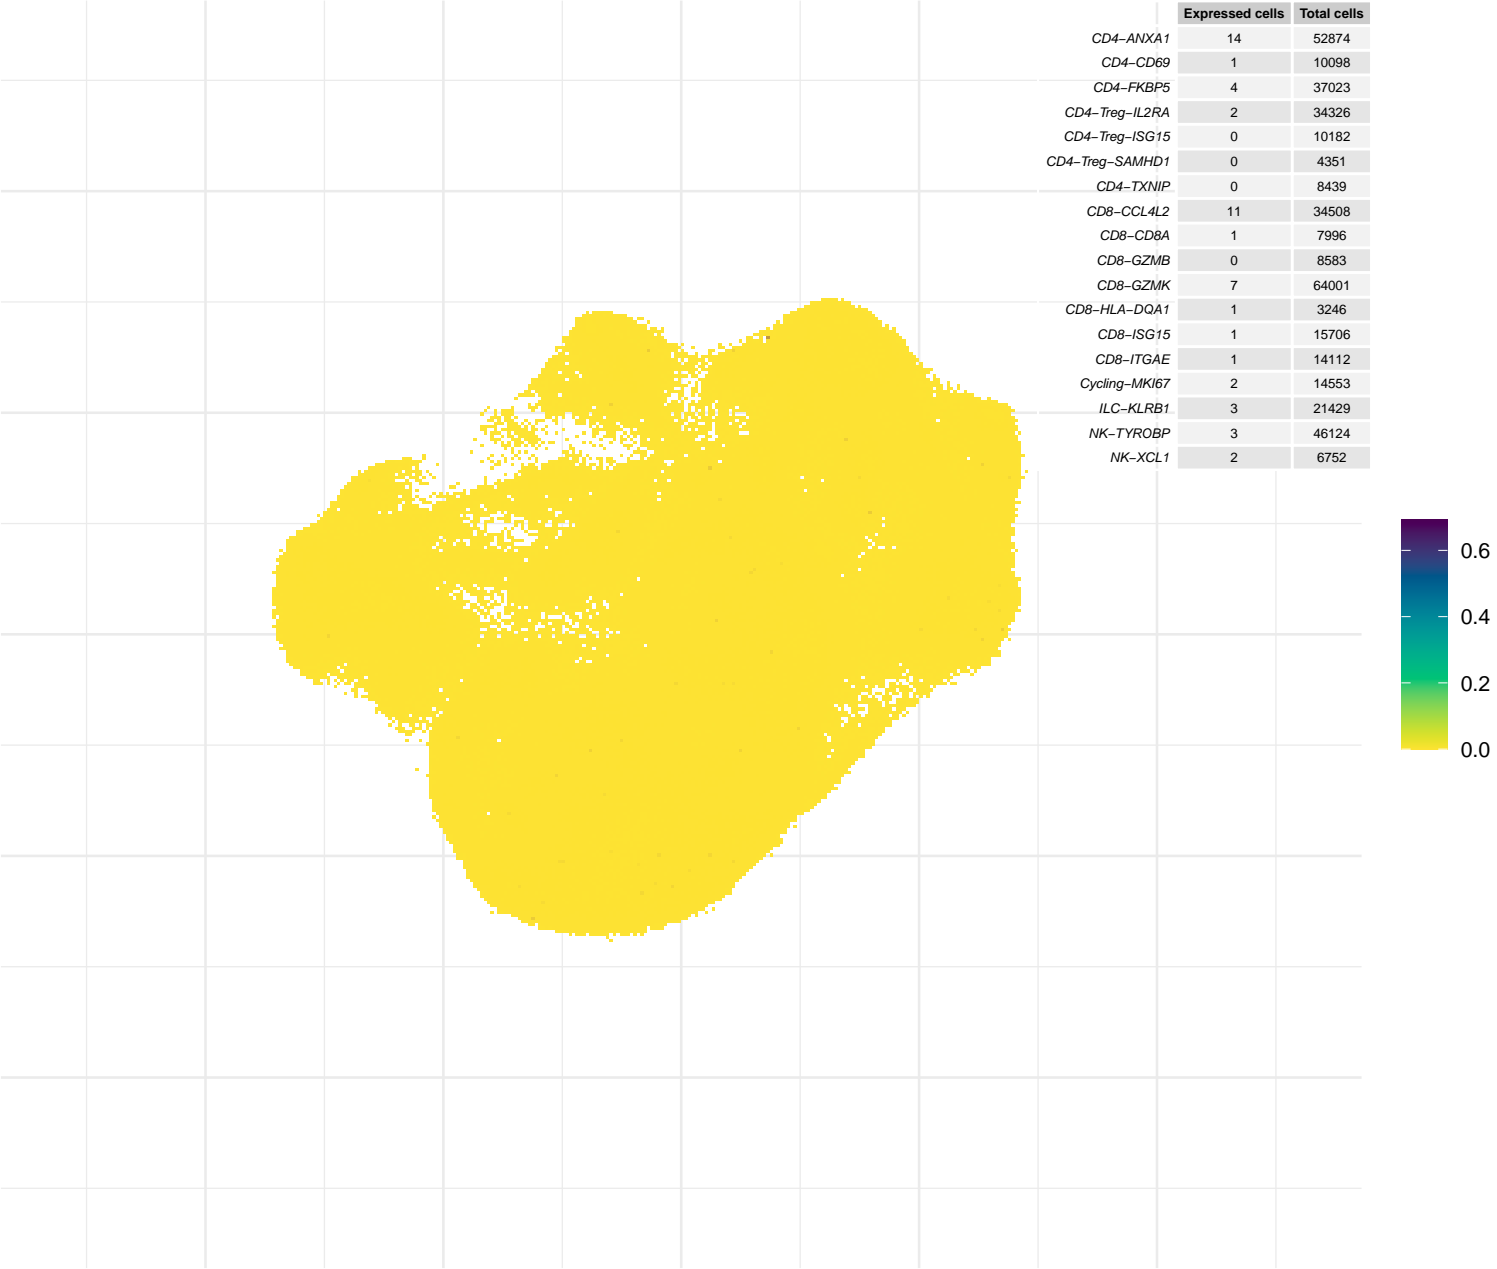 Expressed cells Total cells
CD4−ANXA1 14 52874
CD4−CD69 1 10098
CD4−FKBP5 4 37023
CD4−Treg−IL2RA 2 34326
CD4−Treg−ISG15 0 10182
CD4−Treg−SAMHD1 0 4351
CD4−TXNIP 0 8439
CD8−CCL4L2 11 34508
CD8−CD8A 1 7996
CD8−GZMB 0 8583
CD8−GZMK 7 64001
CD8−HLA−DQA1 1 3246
CD8−ISG15 1 15706
CD8−ITGAE 1 14112
Cycling−MKI67 2 14553
ILC−KLRB1 3 21429
NK−TYROBP 3 46124
NK−XCL1 2 6752
0.6
0.4
0.2
0.0